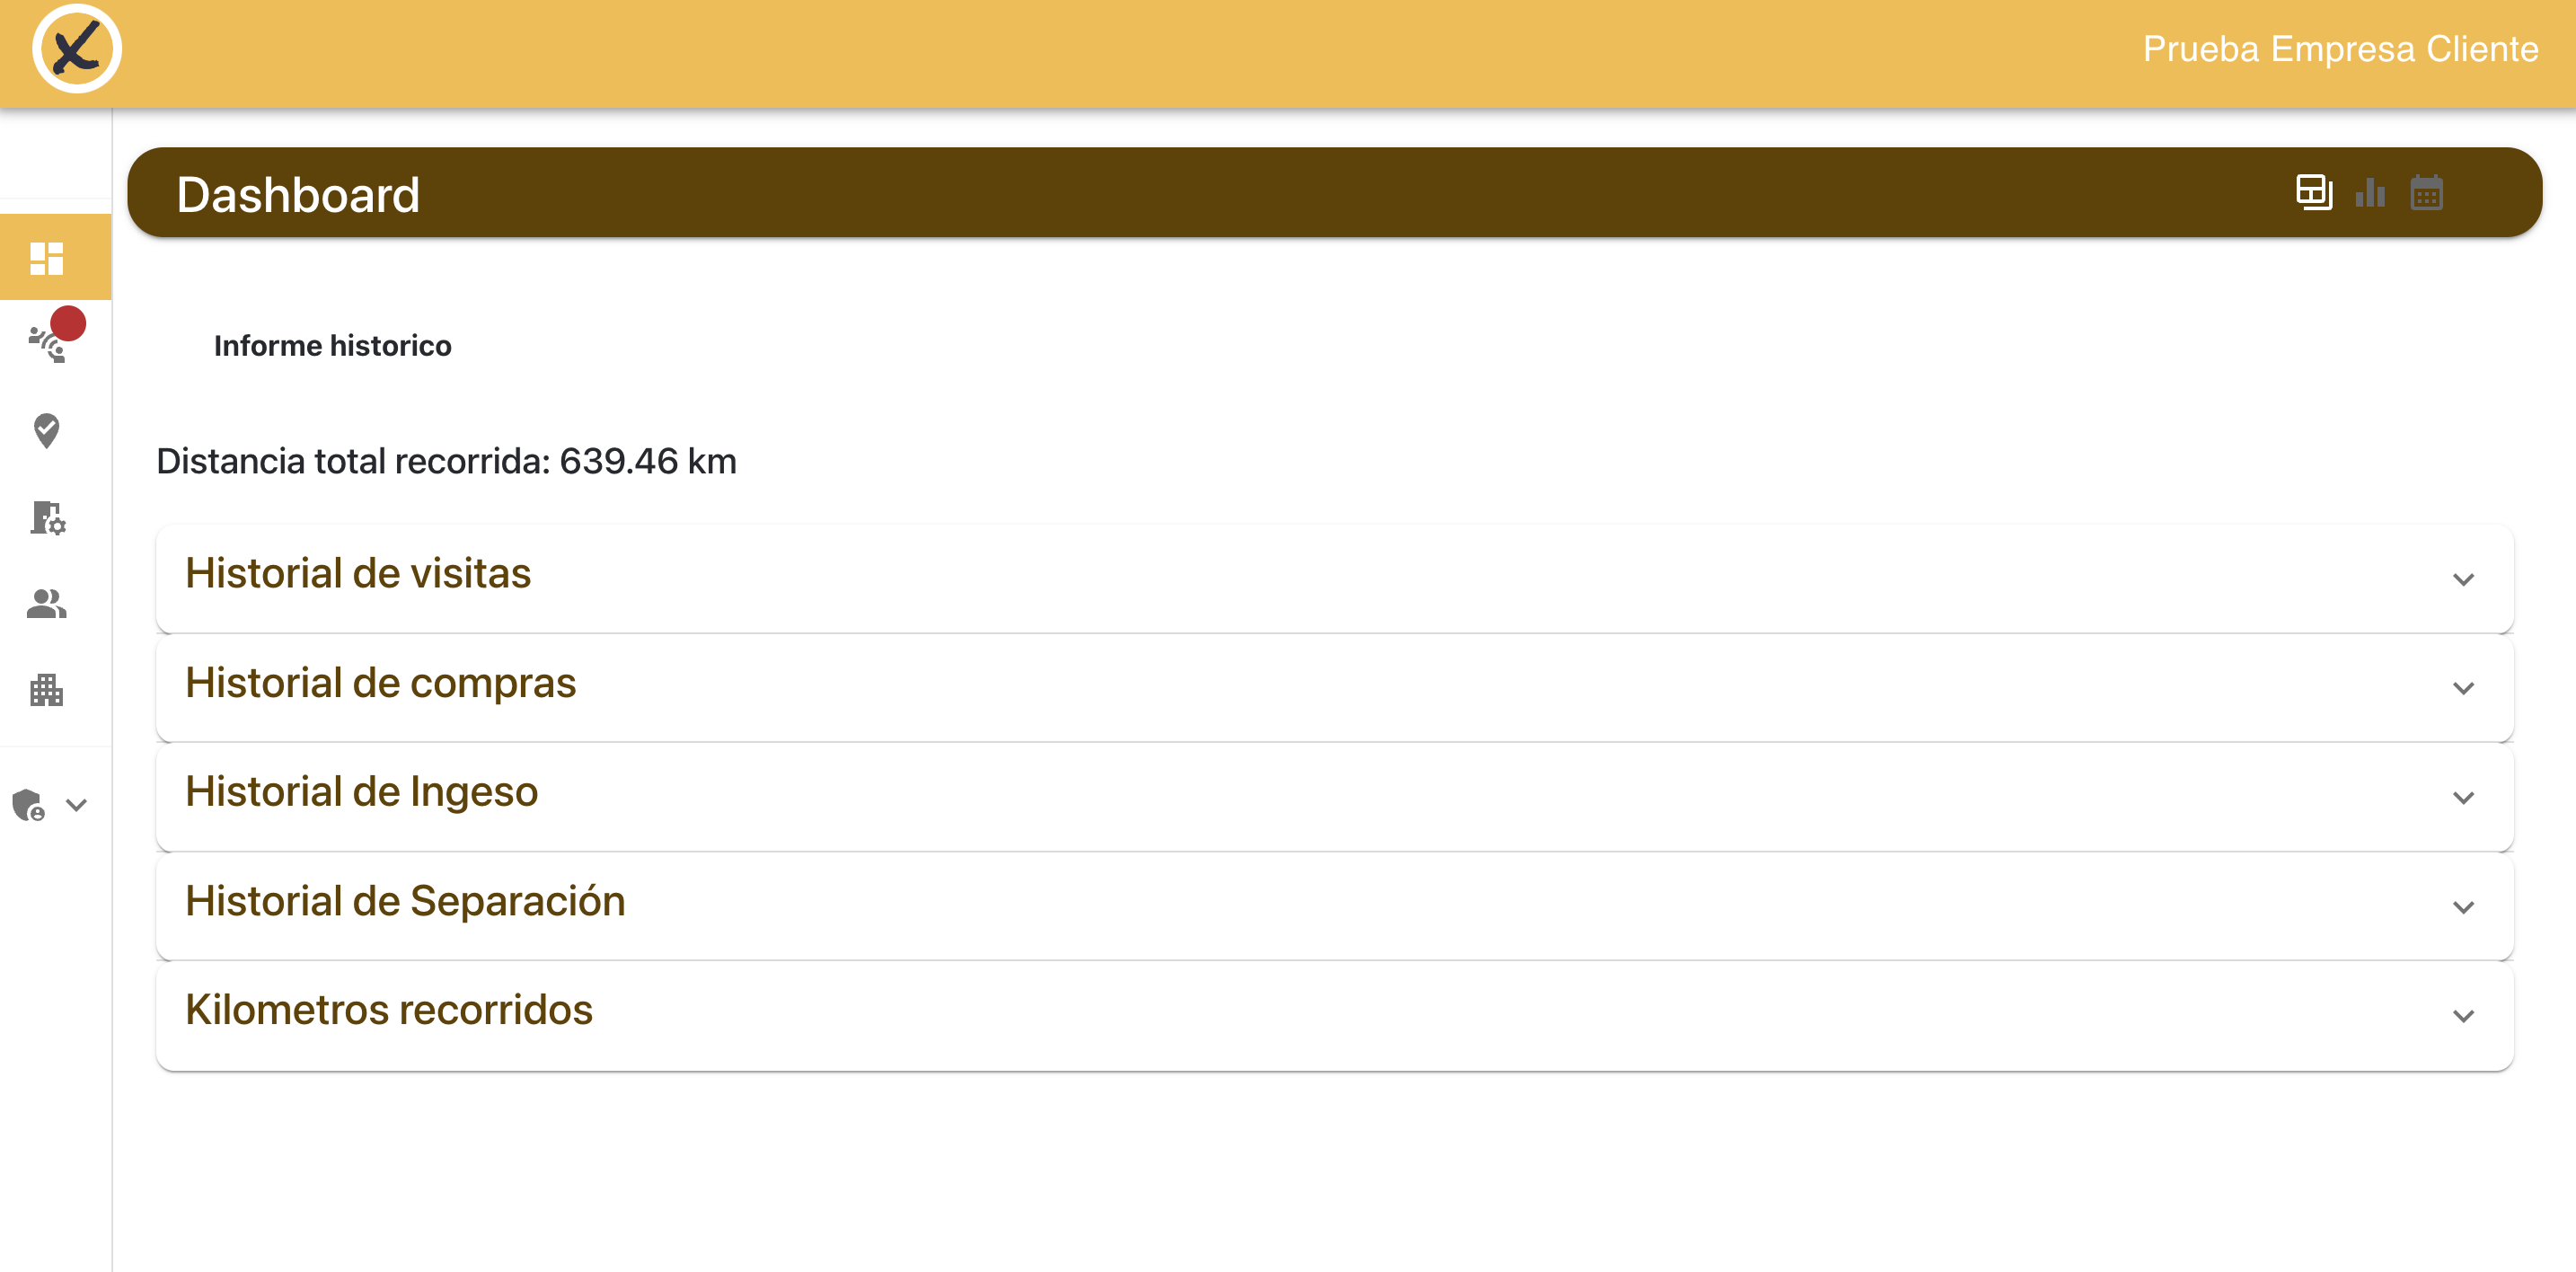 Prueba Empresa Cliente
Dashboard
Informe historico
Distancia total recorrida: 639.46 km
Historial de visitas
Historial de compras
Historial de Ingeso
Historial de Separación
Kilometros recorridos